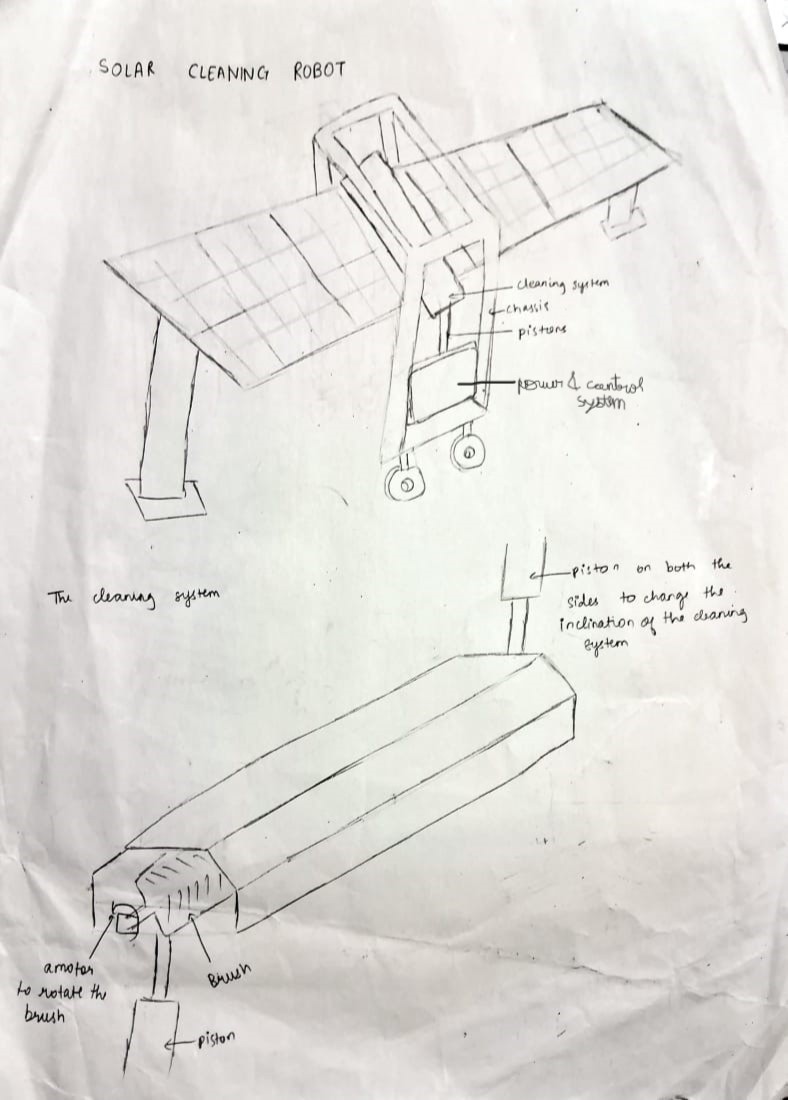 SOLAR CLEANING ROBOT
cleaning system
chassis
pistons
power & control
system
The cleaning system
piston on both the
sides to change the
inclination of the cleaning
system
a motor
to rotate the
brush
Brush
piston